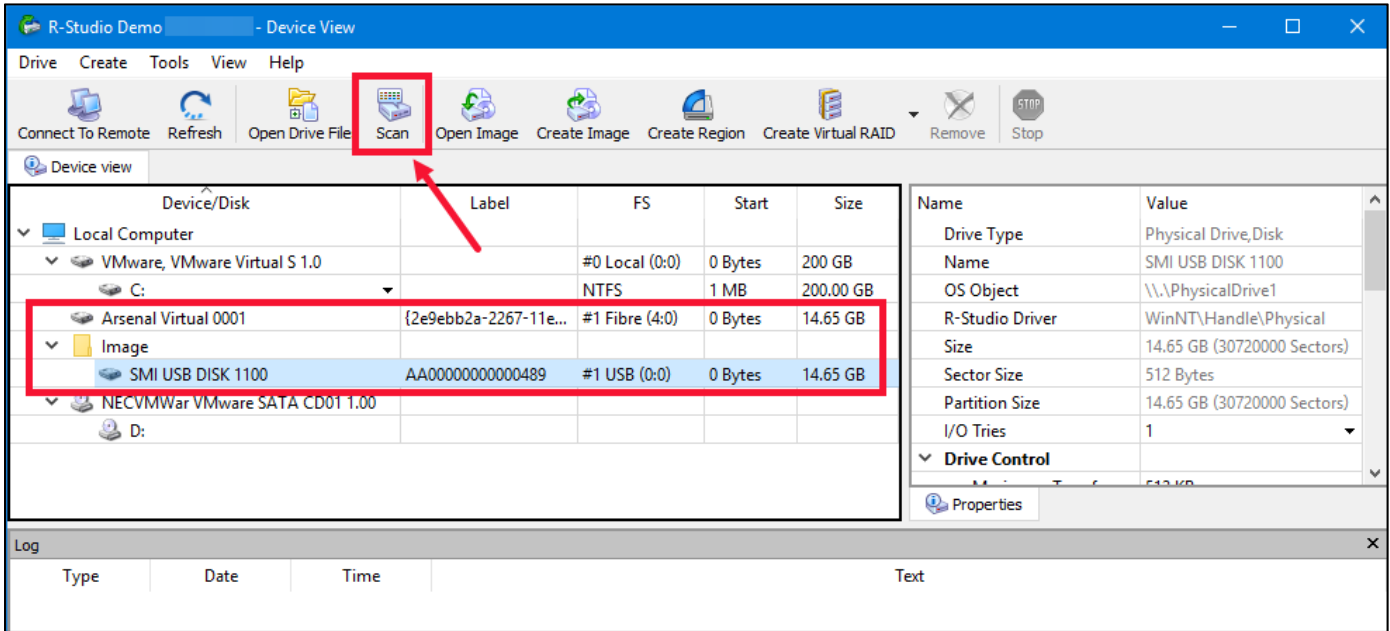 R-Studio Demo - Device View
Drive Create Tools View Help
STOP
Connect To Remote Refresh Open Drive File Scan Open Image Create Image Create Region Create Virtual RAID Remove Stop
Device view
Device/Disk Label FS Start Size
Local Computer
VMware, VMware Virtual S 1.0 #0 Local (0:0) 0 Bytes 200 GB
C: NTFS 1 MB 200.00 GB
Arsenal Virtual 0001 {2e9ebb2a-2267-11e... #1 Fibre (4:0) 0 Bytes 14.65 GB
Image
SMI USB DISK 1100 AA00000000000489 #1 USB (0:0) 0 Bytes 14.65 GB
NECVMWar VMware SATA CD01 1.00
D:
Name Value
Drive Type Physical Drive,Disk
Name SMI USB DISK 1100
OS Object \\.\PhysicalDrive1
R-Studio Driver WinNT\Handle\Physical
Size 14.65 GB (30720000 Sectors)
Sector Size 512 Bytes
Partition Size 14.65 GB (30720000 Sectors)
I/O Tries 1
Drive Control
Properties
Log
Type Date Time Text